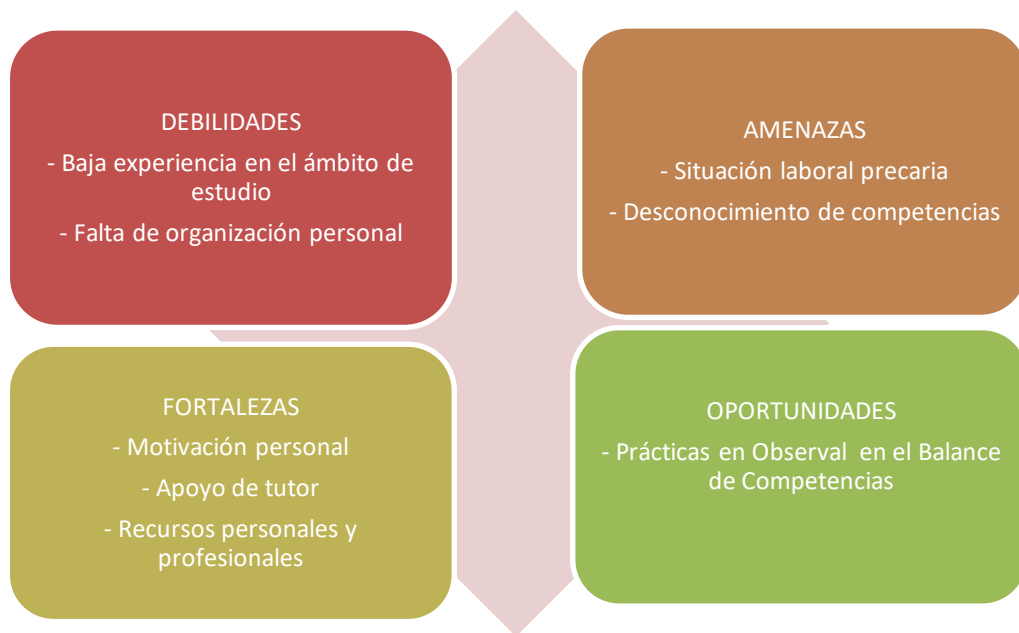 DEBILIDADES
- Baja experiencia en el ámbito de
estudio
- Falta de organización personal
AMENAZAS
- Situación laboral precaria
- Desconocimiento de competencias
FORTALEZAS
- Motivación personal
- Apoyo de tutor
- Recursos personales y
profesionales
OPORTUNIDADES
- Prácticas en Observal  en el Balance
de Competencias